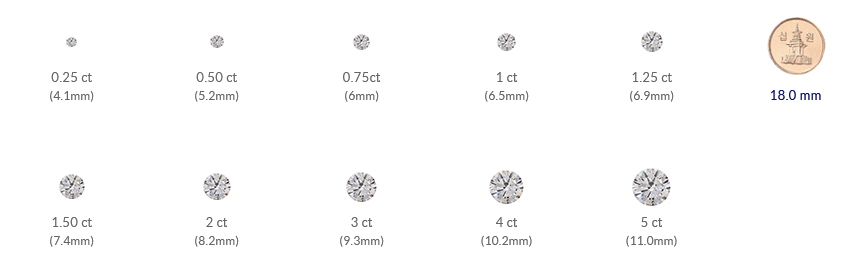 십 원
0.25 ct
(4.1mm)
0.50 ct
(5.2mm)
0.75ct
(6mm)
1 ct
(6.5mm)
1.25 ct
(6.9mm)
18.0 mm
1.50 ct
(7.4mm)
2 ct
(8.2mm)
3 ct
(9.3mm)
4 ct
(10.2mm)
5 ct
(11.0mm)